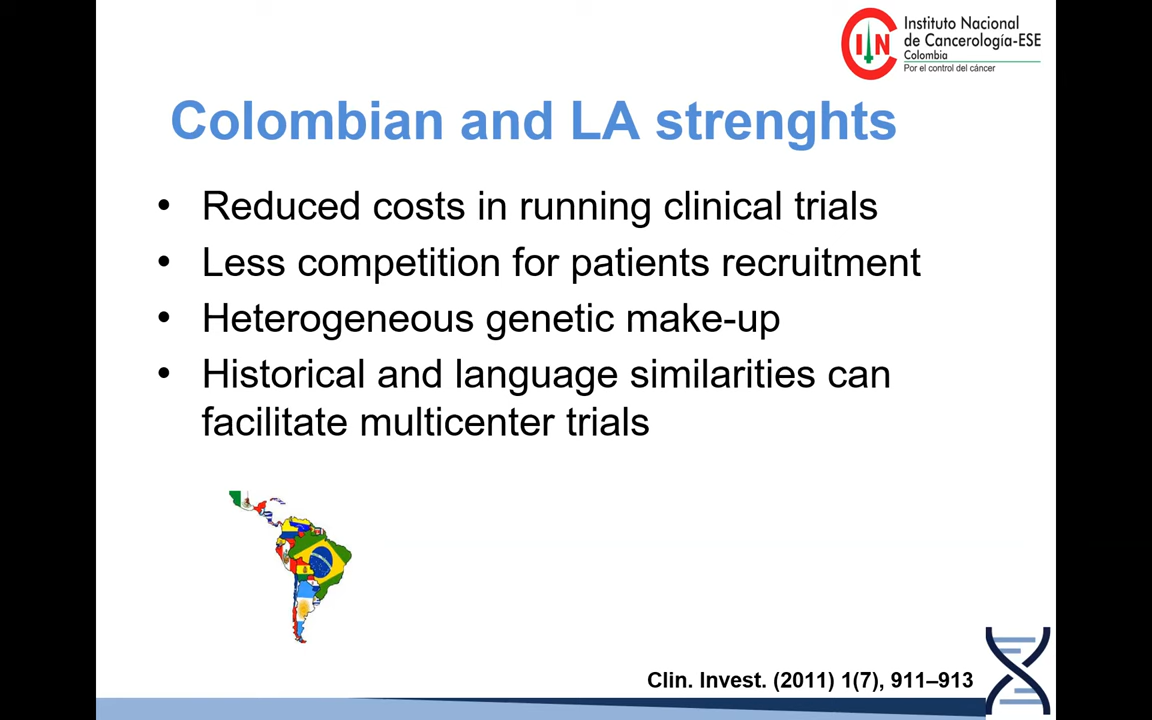 Instituto Nacional
de Cancerología-ESE
Colombia
Por el control del cáncer
Colombian and LA strenghts
• Reduced costs in running clinical trials
• Less competition for patients recruitment
• Heterogeneous genetic make-up
• Historical and language similarities can
facilitate multicenter trials
Clin. Invest. (2011) 1(7), 911–913